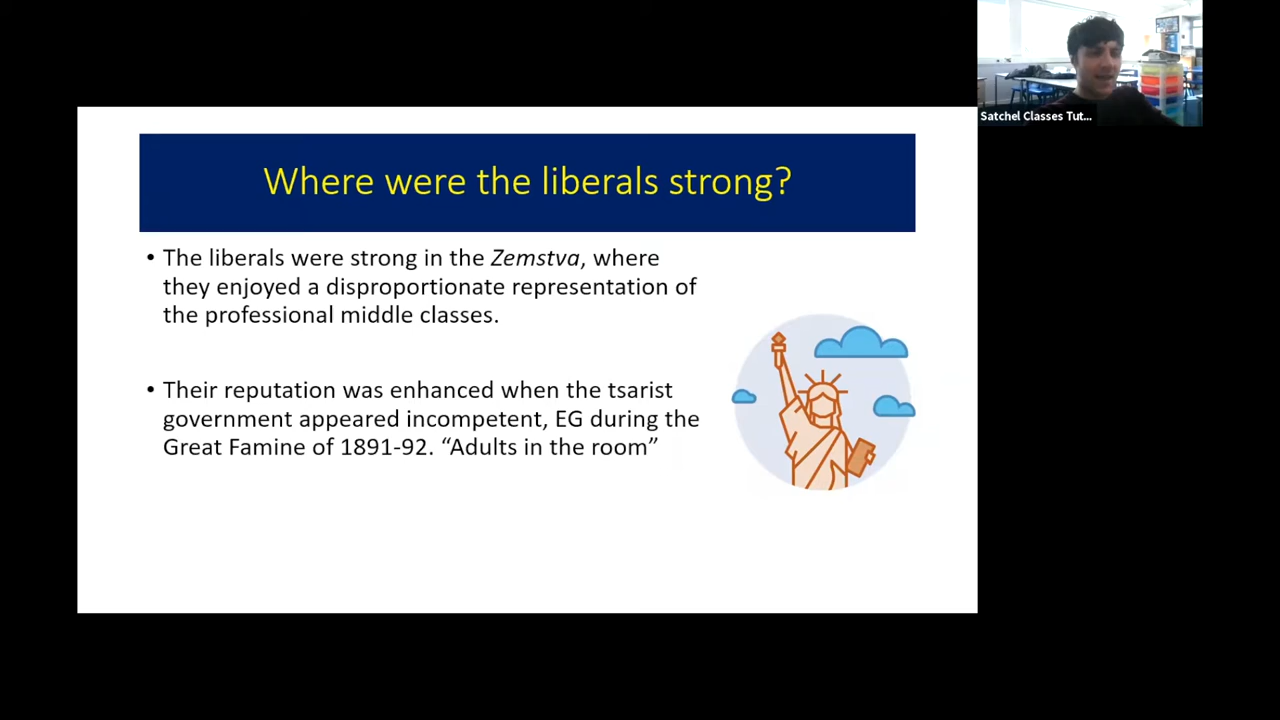 Satchel Classes Tut...
Where were the liberals strong?
• The liberals were strong in the Zemstva, where
they enjoyed a disproportionate representation of
the professional middle classes.
• Their reputation was enhanced when the tsarist
government appeared incompetent, EG during the
Great Famine of 1891-92. “Adults in the room”